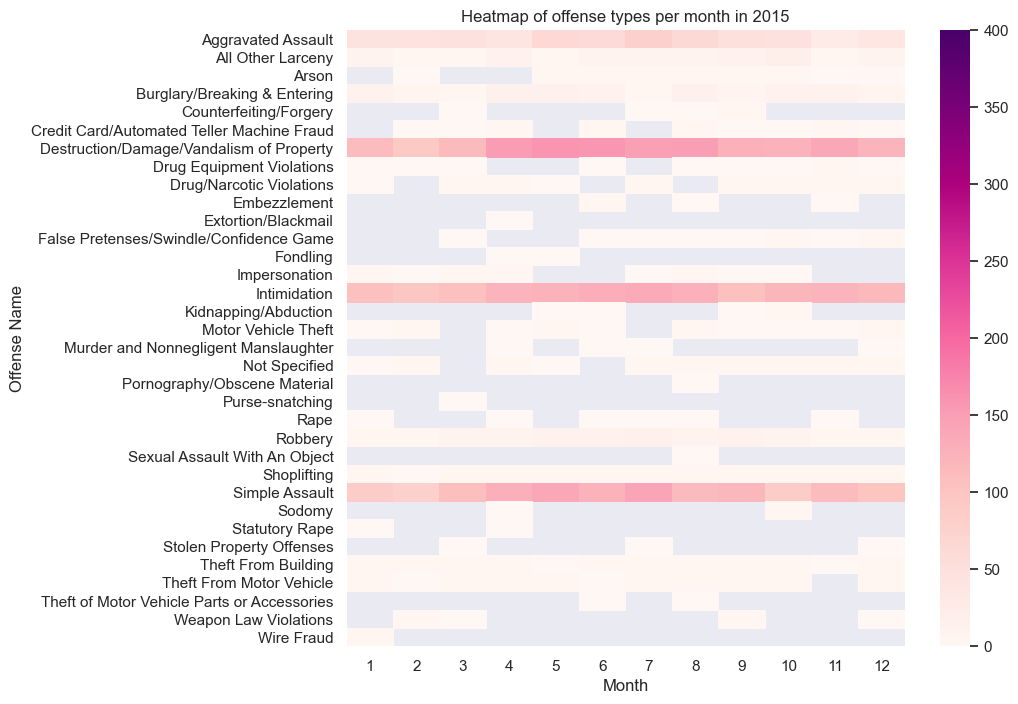 Heatmap of offense types per month in 2015
Offense Name
Aggravated Assault
All Other Larceny
Arson
Burglary/Breaking & Entering
Counterfeiting/Forgery
Credit Card/Automated Teller Machine Fraud
Destruction/Damage/Vandalism of Property
Drug Equipment Violations
Drug/Narcotic Violations
Embezzlement
Extortion/Blackmail
False Pretenses/Swindle/Confidence Game
Fondling
Impersonation
Intimidation
Kidnapping/Abduction
Motor Vehicle Theft
Murder and Nonnegligent Manslaughter
Not Specified
Pornography/Obscene Material
Purse-snatching
Rape
Robbery
Sexual Assault With An Object
Shoplifting
Simple Assault
Sodomy
Statutory Rape
Stolen Property Offenses
Theft From Building
Theft From Motor Vehicle
Theft of Motor Vehicle Parts or Accessories
Weapon Law Violations
Wire Fraud
1 2 3 4 5 6 7 8 9 10 11 12
Month
400
350
300
250
200
150
100
50
0